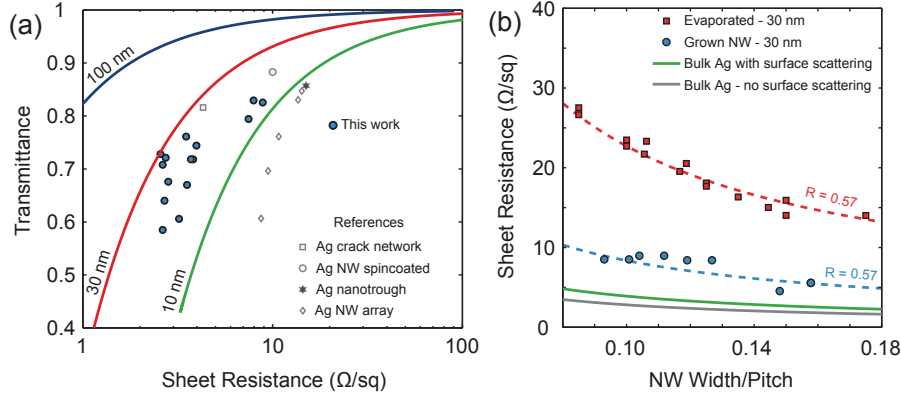 (a)
1
0.9
0.8
0.7
0.6
0.5
0.4
Transmittance
100 nm
30 nm
10 nm
This work
References
Ag crack network
Ag NW spincoated
Ag nanotrough
Ag NW array
1 10 100
Sheet Resistance (Ω/sq)
(b)
40
30
20
10
0
Sheet Resistance (Ω/sq)
Evaporated - 30 nm
Grown NW - 30 nm
Bulk Ag with surface scattering
Bulk Ag - no surface scattering
R = 0.57
R = 0.57
0.10 0.14 0.18
NW Width/Pitch